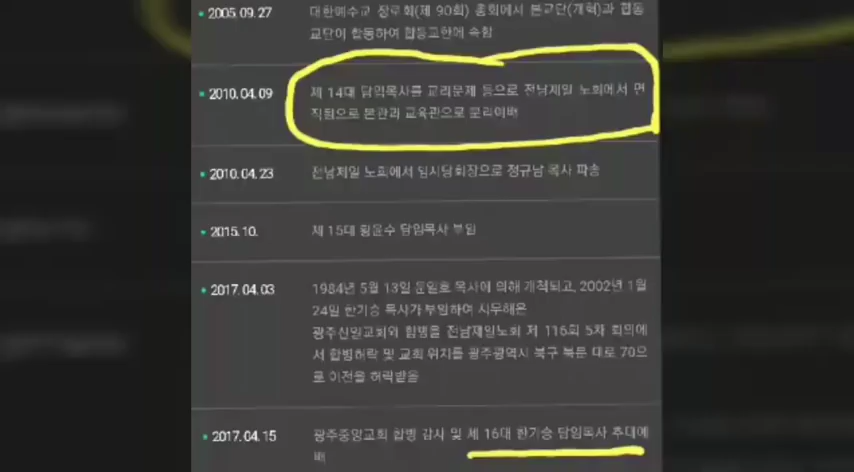 2005.09.27 대한예수교 장로회(제 90회) 총회에서 본교단(개혁)과 합동
교단이 합동하여 합동교단에 속함
2010.04.09 제 14대 담임목사를 교리문제 등으로 전남제일 노회에서 면
직됨으로 본관과 교육관으로 분리예배
2010.04.23 전남제일 노회에서 임시당회장으로 정규남 목사 파송
2015.10. 제 15대 황윤수 담임목사 부임
2017.04.03 1984년 5월 13일 문일호 목사에 의해 개척되고, 2002년 1월
24일 한기승 목사가 부임하여 시무해온
광주신일교회와 합병을 전남제일노회 제 116회 5차 회의에
서 합병허락 및 교회 위치를 광주광역시 북구 북문 대로 70으
로 이전을 허락받음
2017.04.15 광주중앙교회 합병 감사 및 제 16대 한기승 담임목사 추대예
배